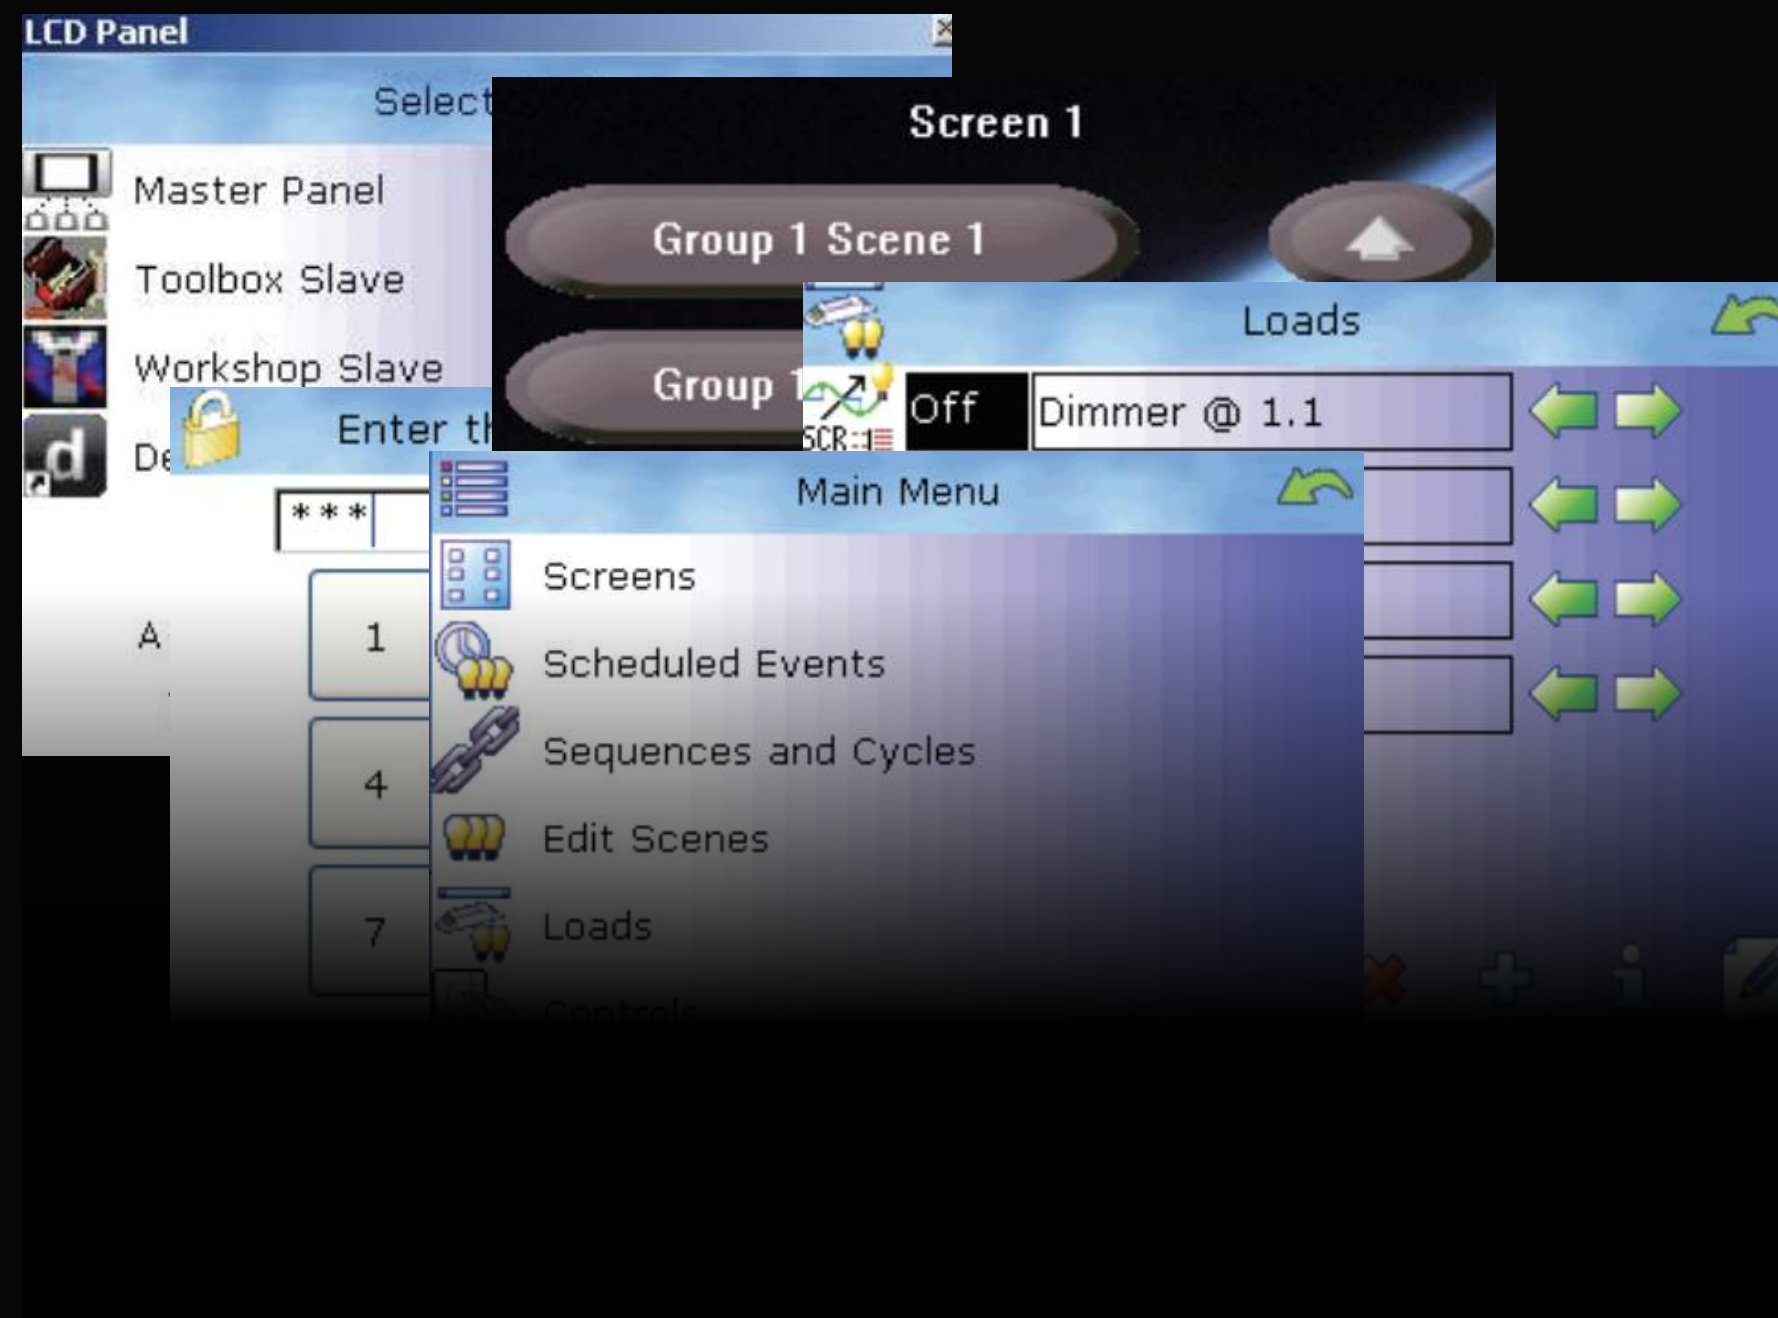 LCD Panel
Select
Master Panel
Toolbox Slave
Workshop Slave
De
A
Screen 1
Group 1 Scene 1
Group 1
Loads
SCR::1
Off
Dimmer @ 1.1
Enter th
***
1
4
7
Main Menu
Screens
Scheduled Events
Sequences and Cycles
Edit Scenes
Loads
Controls